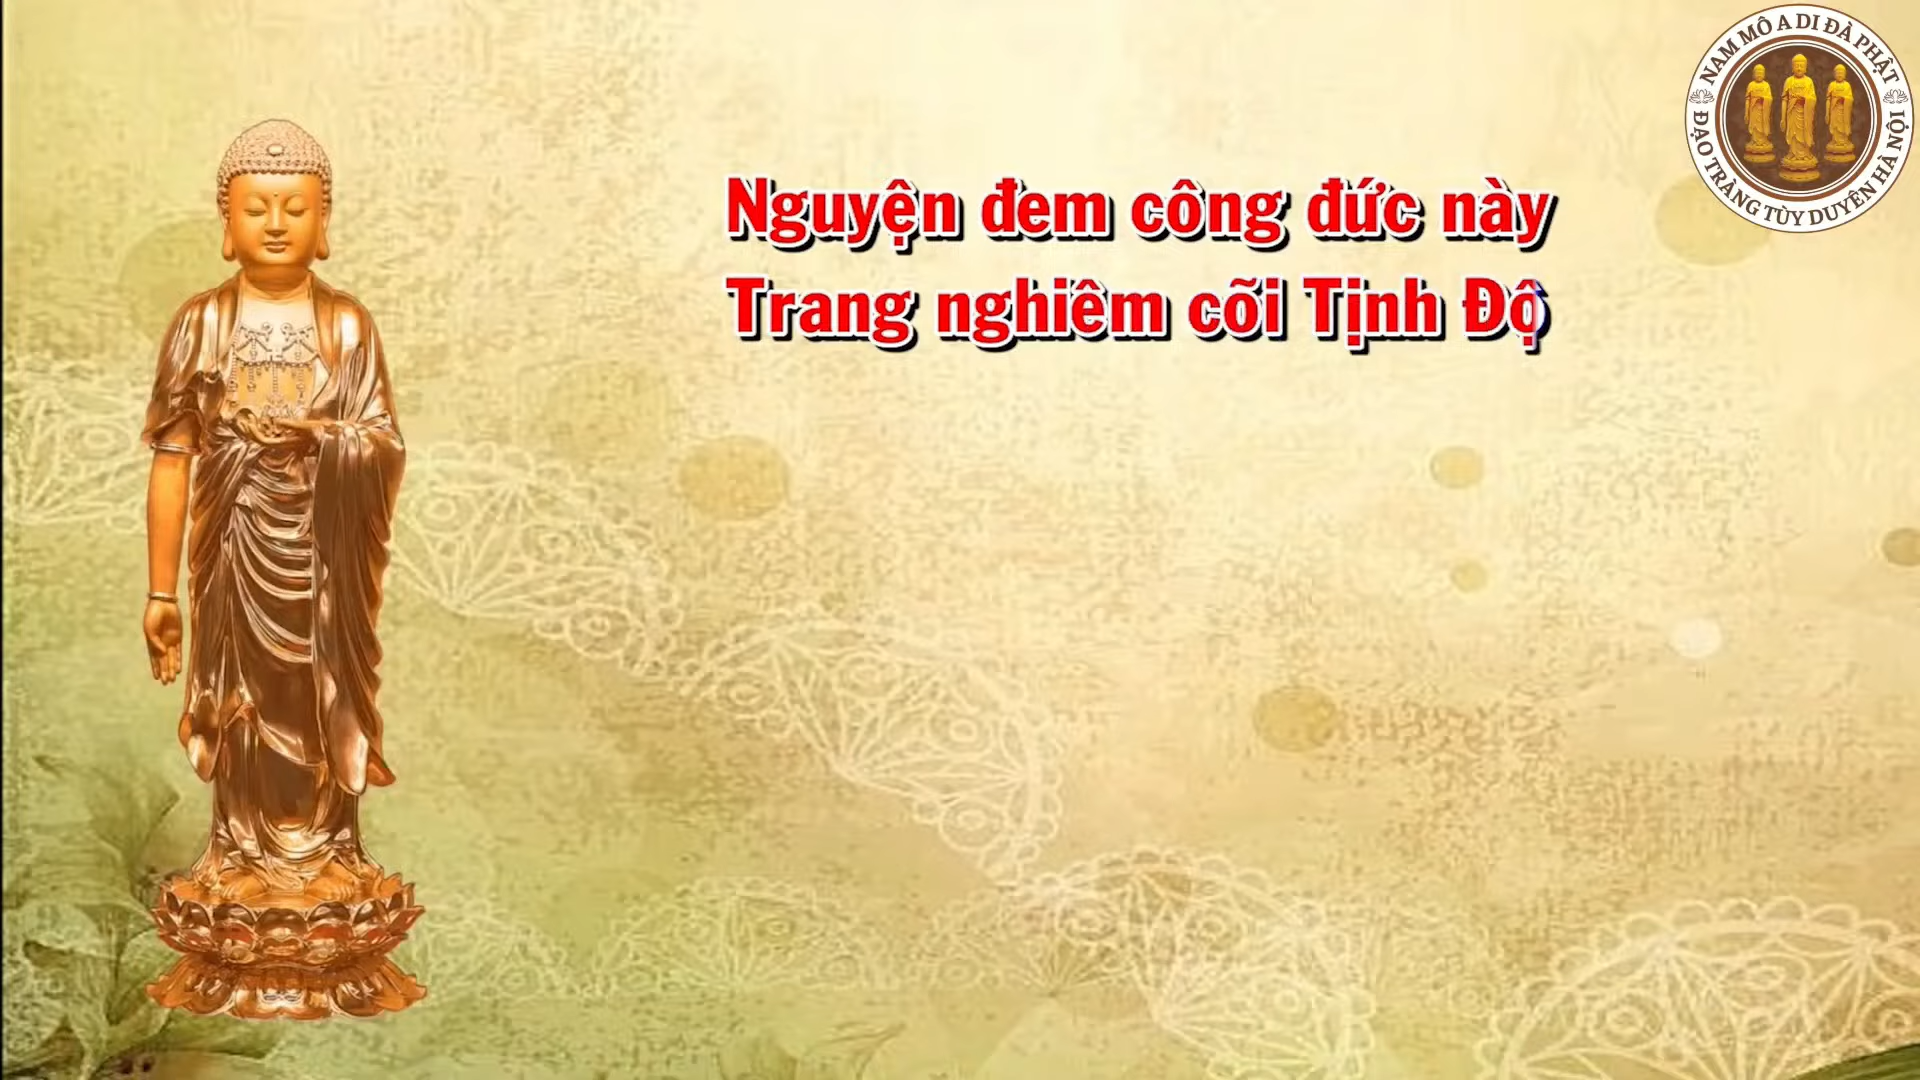 Nguyện đem công đức này
Trang nghiêm cõi Tịnh Độ
NAM MÔ A DI ĐÀ PHẬT
ĐẠO TRÀNG TÙY DUYÊN HÀ NỘI